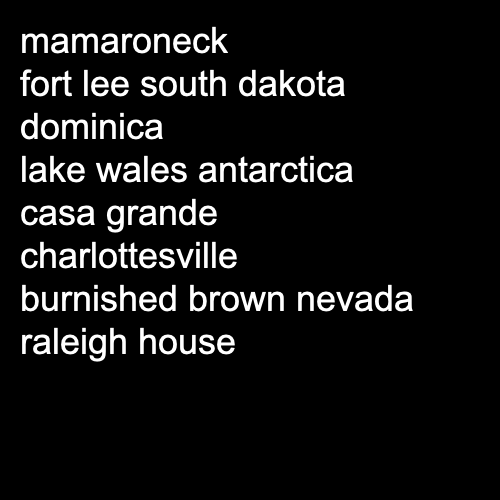 mamaroneck
fort lee south dakota
dominica
lake wales antarctica
casa grande
charlottesville
burnished brown nevada
raleigh house